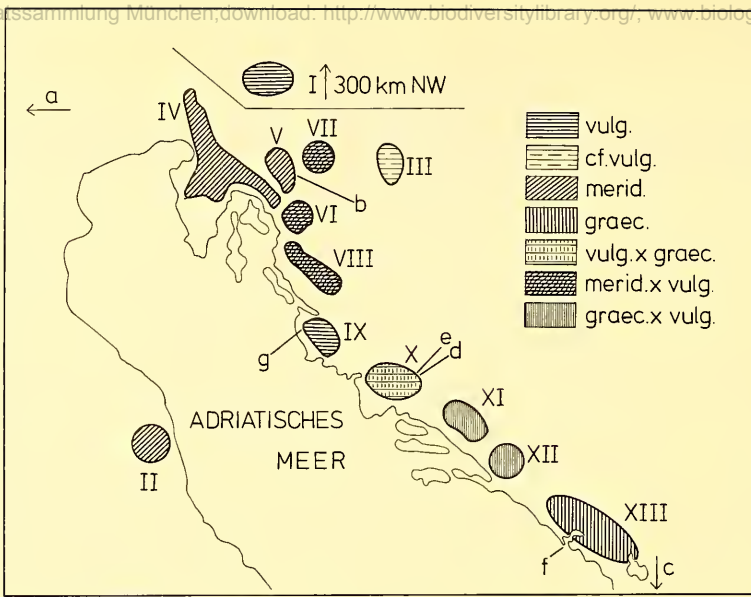 atssammlung München;download: http://www.biodiversitylibrary.org/; www.biolog
I ↑ 300 km NW
a
IV
V
VII
III
b
VI
VIII
IX
g
X
e
d
XI
XII
XIII
f
c
II
ADRIATISCHES
MEER
vulg.
cf.vulg.
merid.
graec.
vulg. x graec.
merid. x vulg.
graec. x vulg.